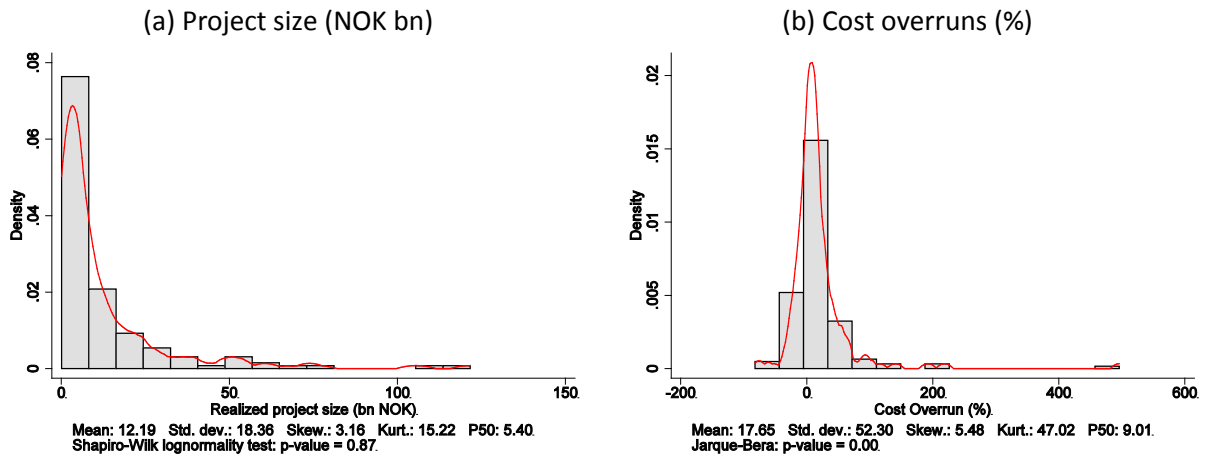 (a) Project size (NOK bn)
.08
.06
.04
.02
0
Density
0. 50. 100. 150.
Realized project size (bn NOK).
Mean: 12.19 Std. dev.: 18.36 Skew.: 3.16 Kurt.: 15.22 P50: 5.40.
Shapiro-Wilk lognormality test: p-value = 0.87.
(b) Cost overruns (%)
.02
.015
.01
.005
0
Density
-200. 0. 200. 400. 600.
Cost Overrun (%).
Mean: 17.65 Std. dev.: 52.30 Skew.: 5.48 Kurt.: 47.02 P50: 9.01.
Jarque-Bera: p-value = 0.00.